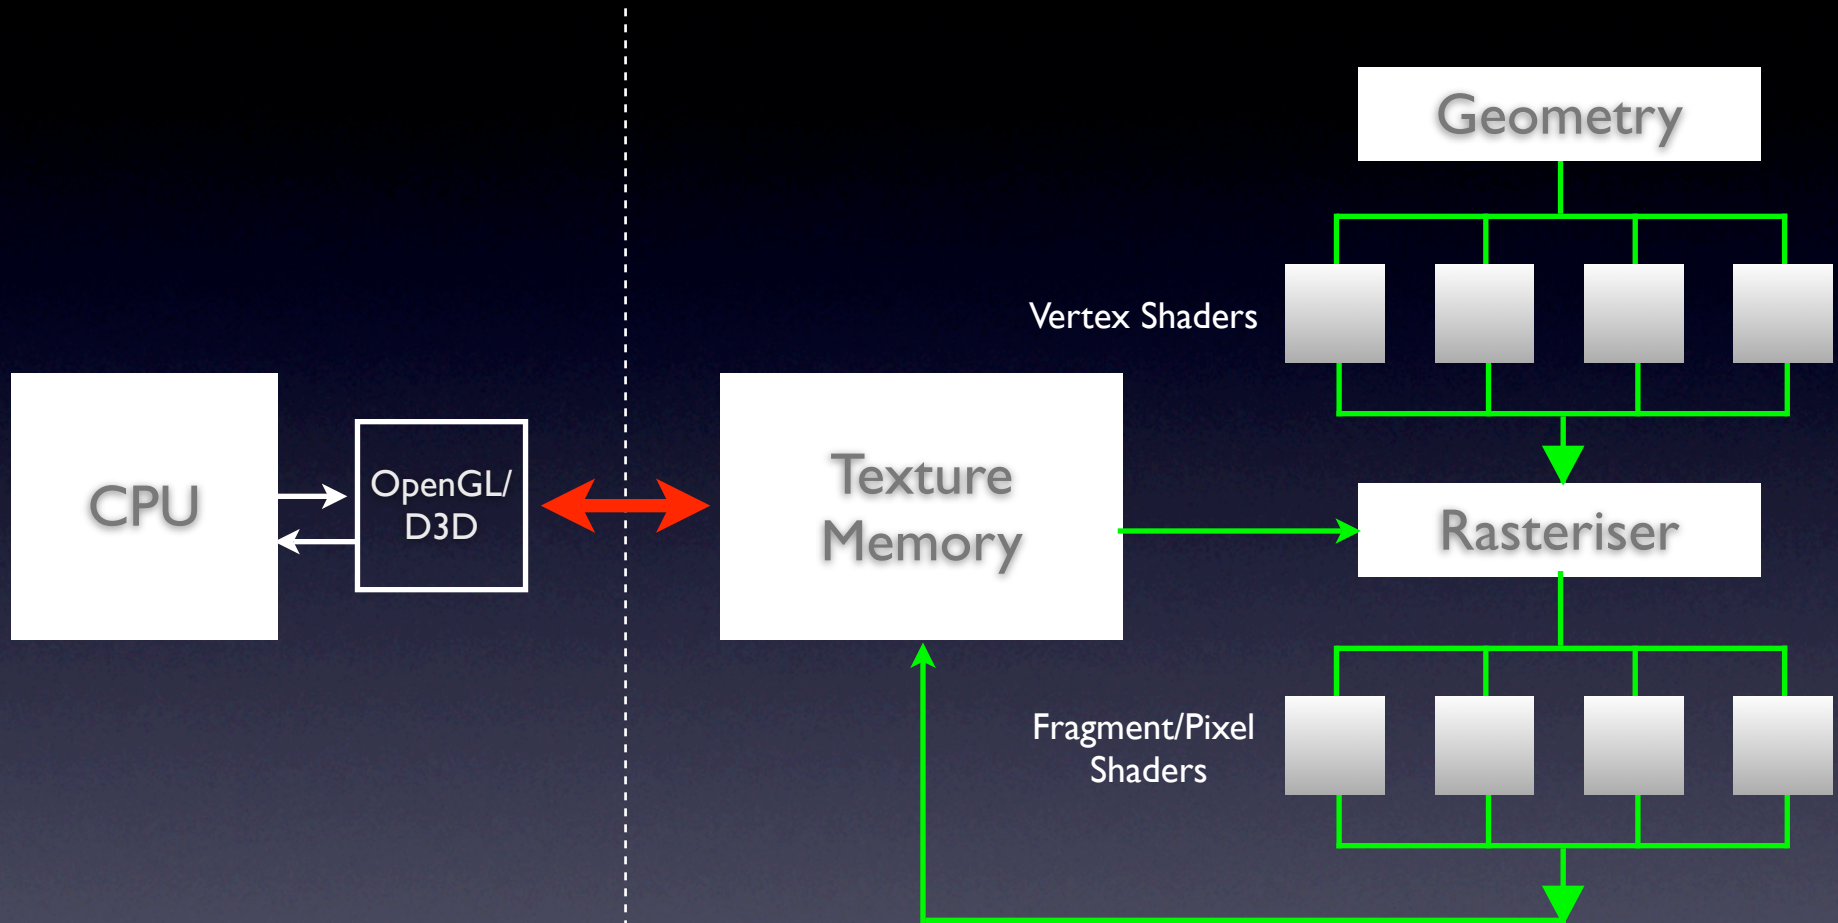 Geometry
Vertex Shaders
CPU
OpenGL/
D3D
Texture
Memory
Rasteriser
Fragment/Pixel
Shaders